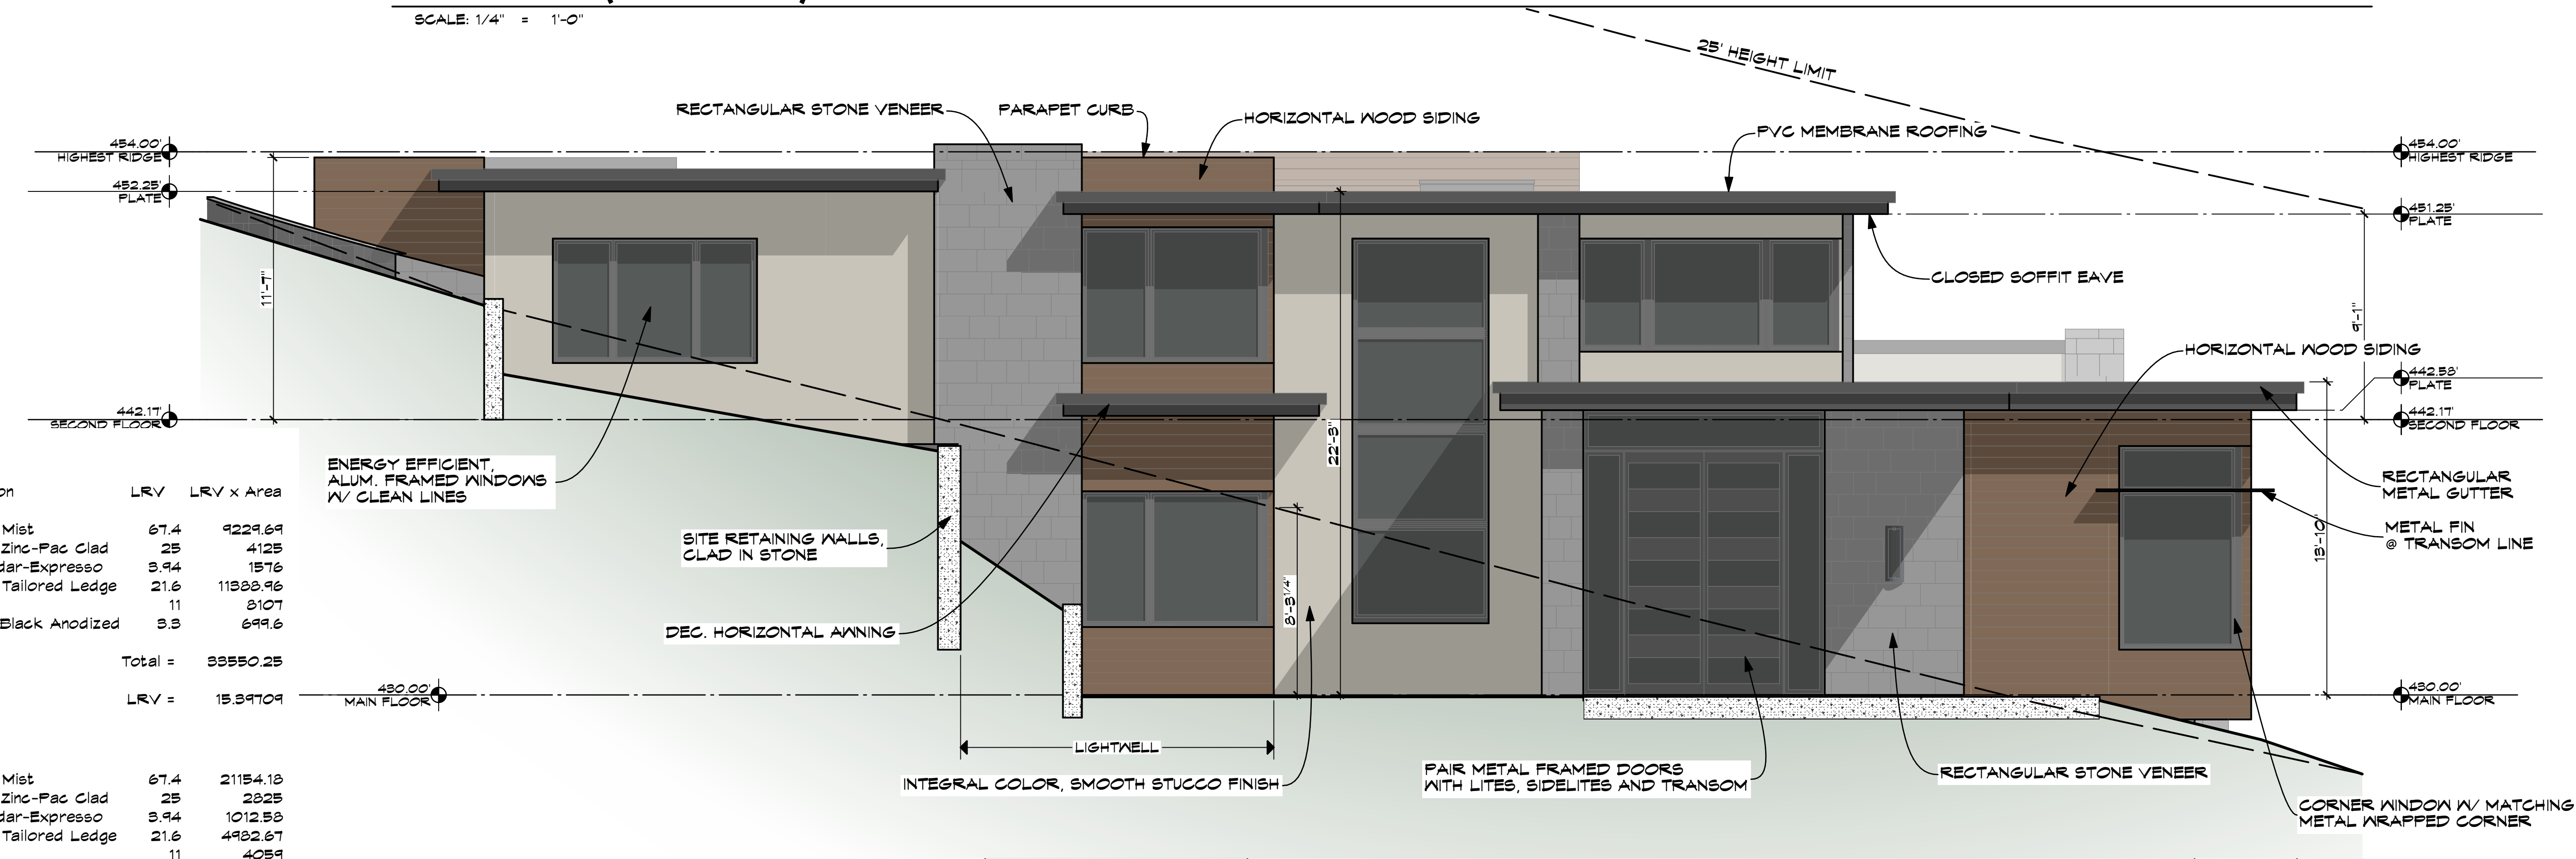 SCALE: 1/4" = 1'-0"
25' HEIGHT LIMIT
RECTANGULAR STONE VENEER
PARAPET CURB
HORIZONTAL WOOD SIDING
PVC MEMBRANE ROOFING
454.00'
HIGHEST RIDGE
454.00'
HIGHEST RIDGE
452.25'
PLATE
451.25'
PLATE
11'-7"
CLOSED SOFFIT EAVE
9'-1"
HORIZONTAL WOOD SIDING
442.58'
PLATE
442.17'
SECOND FLOOR
442.17'
SECOND FLOOR
22'-3"
ENERGY EFFICIENT,
ALUM. FRAMED WINDOWS
W/ CLEAN LINES
RECTANGULAR
METAL GUTTER
METAL FIN
@ TRANSOM LINE
13'-10"
SITE RETAINING WALLS,
CLAD IN STONE
8'-3 1/4"
DEC. HORIZONTAL AWNING
430.00'
MAIN FLOOR
430.00'
MAIN FLOOR
LIGHTWELL
INTEGRAL COLOR, SMOOTH STUCCO FINISH
PAIR METAL FRAMED DOORS
WITH LITES, SIDELITES AND TRANSOM
RECTANGULAR STONE VENEER
CORNER WINDOW W/ MATCHING
METAL WRAPPED CORNER
on LRV LRV x Area
Mist 67.4 9229.69
Zinc-Pac Clad 25 4125
dar-Expresso 3.94 1576
Tailored Ledge 21.6 11388.96
11 8107
Black Anodized 3.3 699.6
Total = 33550.25
LRV = 15.39709
Mist 67.4 21154.18
Zinc-Pac Clad 25 2825
dar-Expresso 3.94 1012.58
Tailored Ledge 21.6 4982.67
11 4059